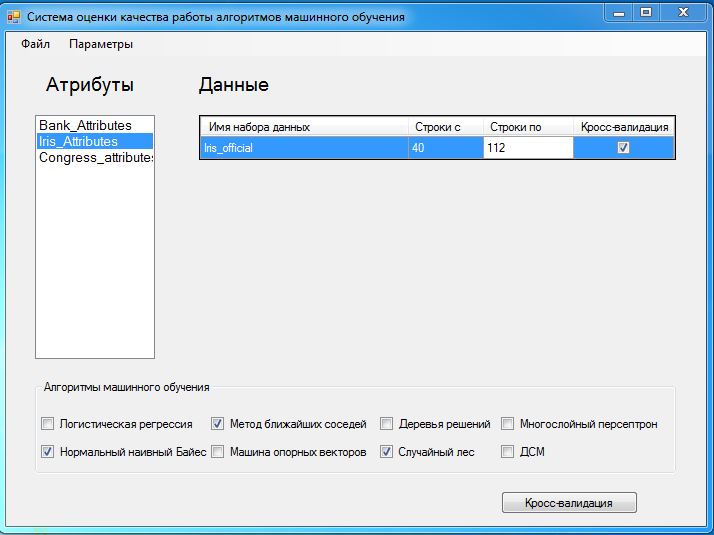 Система оценки качества работы алгоритмов машинного обучения
Файл Параметры
Атрибуты Данные
Bank_Attributes
Iris_Attributes
Congress_attributes
Имя набора данных Строки с Строки по Кросс-валидация
Iris_official 40 112
Алгоритмы машинного обучения
Логистическая регрессия Метод ближайших соседей Деревья решений Многослойный персептрон
Нормальный наивный Байес Машина опорных векторов Случайный лес ДСМ
Кросс-валидация